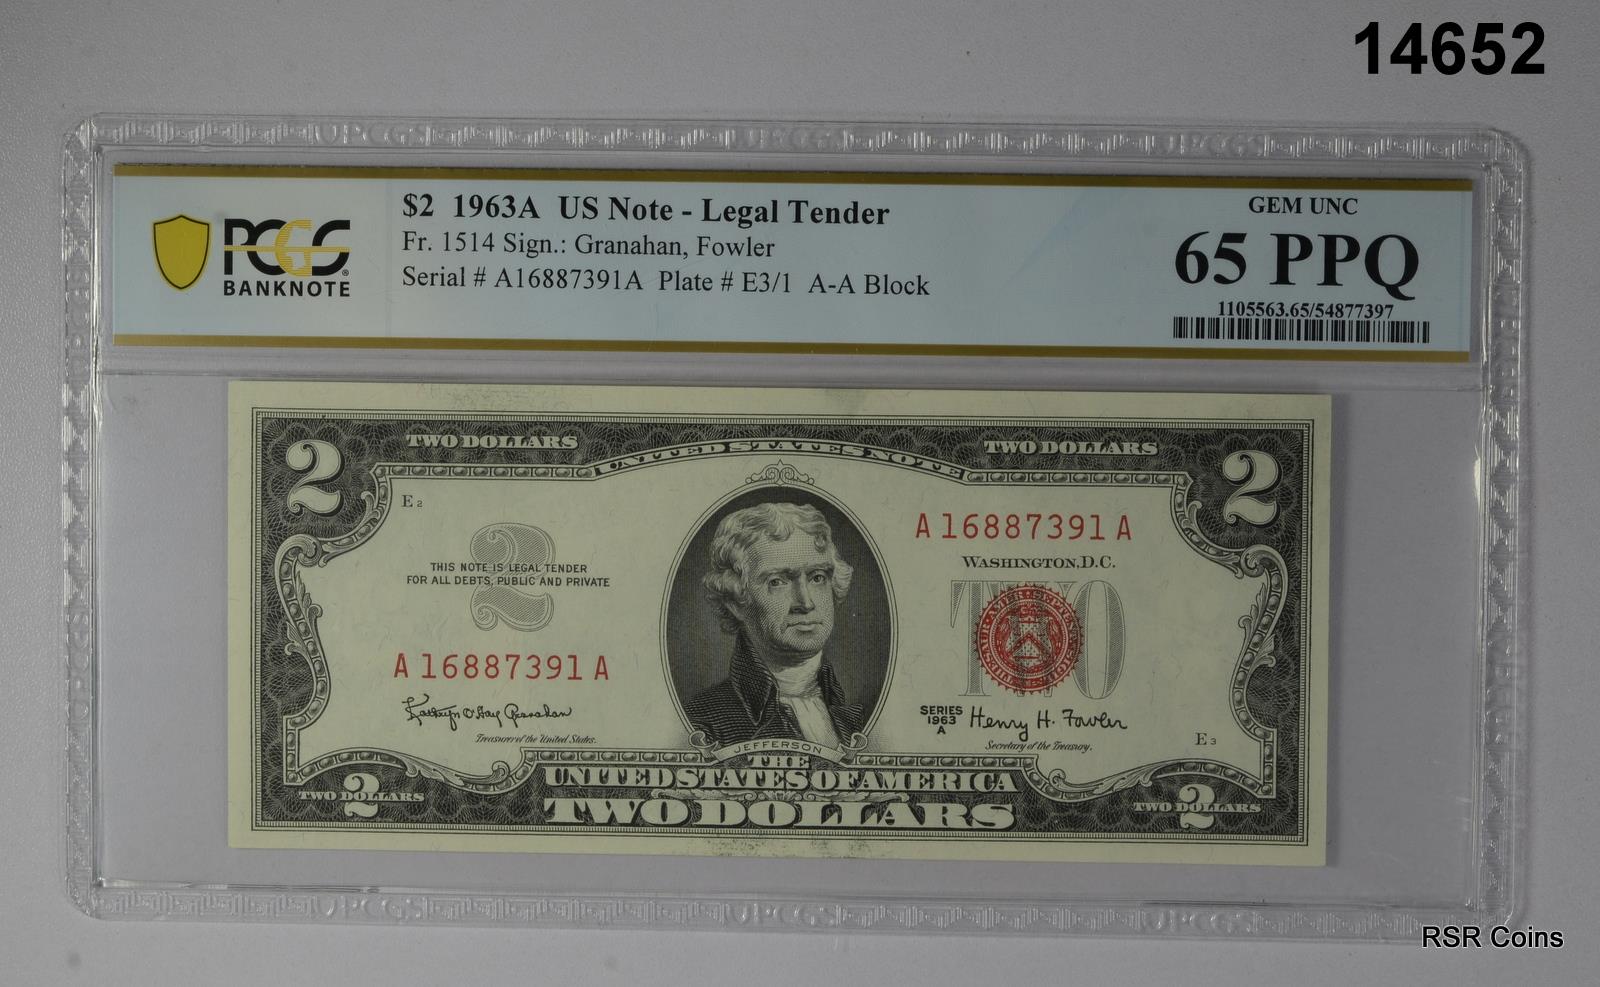 14652
PCGS
BANKNOTE
$2 1963A US Note - Legal Tender
Fr. 1514 Sign.: Granahan, Fowler
Serial # A16887391A Plate # E3/1 A-A Block
GEM UNC
65 PPQ
1105563.65/54877397
2
TWO DOLLARS
UNITED STATES NOTE
TWO DOLLARS
2
E2
A 16887391 A
WASHINGTON, D.C.
2
THIS NOTE IS LEGAL TENDER
FOR ALL DEBTS, PUBLIC AND PRIVATE
TWO
A 16887391 A
Kathryn O'Hay Granahan
Treasurer of the United States.
SERIES
1963
A
Henry H. Fowler
Secretary of the Treasury.
E3
JEFFERSON
THE
UNITED STATES OF AMERICA
TWO DOLLARS
2
TWO DOLLARS
2
TWO DOLLARS
RSR Coins